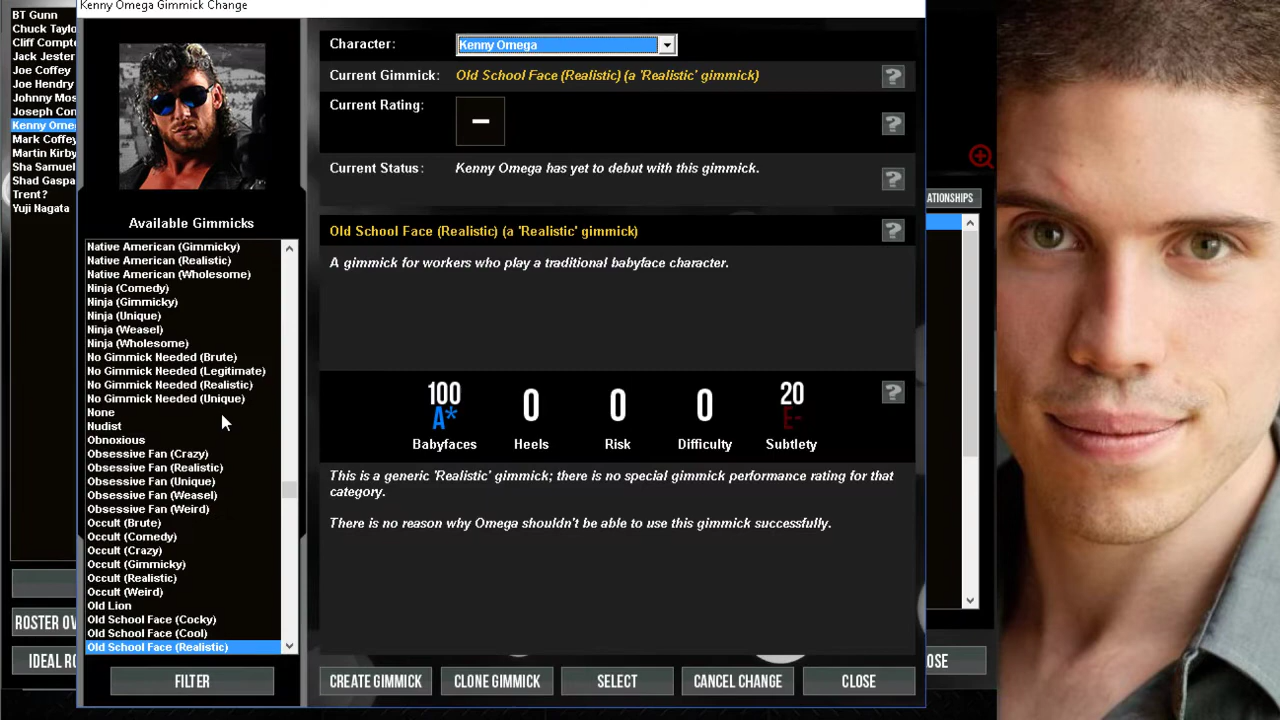 Kenny Omega Gimmick Change
BT Gunn
Chuck Taylo
Cliff Compt
Jack Jester
Joe Coffey
Joe Hendry
Johnny Mos
Joseph Con
Kenny Ome
Mark Coffey
Martin Kirby
Sha Samuel
Shad Gaspa
Trent?
Yuji Nagata
ROSTER OV
IDEAL RO
Available Gimmicks
Native American (Gimmicky)
Native American (Realistic)
Native American (Wholesome)
Ninja (Comedy)
Ninja (Gimmicky)
Ninja (Unique)
Ninja (Weasel)
Ninja (Wholesome)
No Gimmick Needed (Brute)
No Gimmick Needed (Legitimate)
No Gimmick Needed (Realistic)
No Gimmick Needed (Unique)
None
Nudist
Obnoxious
Obsessive Fan (Crazy)
Obsessive Fan (Realistic)
Obsessive Fan (Unique)
Obsessive Fan (Weasel)
Obsessive Fan (Weird)
Occult (Brute)
Occult (Comedy)
Occult (Crazy)
Occult (Gimmicky)
Occult (Realistic)
Occult (Weird)
Old Lion
Old School Face (Cocky)
Old School Face (Cool)
Old School Face (Realistic)
FILTER
Character: Kenny Omega
Current Gimmick: Old School Face (Realistic) (a 'Realistic' gimmick) ?
Current Rating: – ?
Current Status: Kenny Omega has yet to debut with this gimmick. ?
Old School Face (Realistic) (a 'Realistic' gimmick) ?
A gimmick for workers who play a traditional babyface character.
100 0 0 0 20 ?
A* E-
Babyfaces Heels Risk Difficulty Subtlety
This is a generic 'Realistic' gimmick; there is no special gimmick performance rating for that
category.
There is no reason why Omega shouldn't be able to use this gimmick successfully.
CREATE GIMMICK CLONE GIMMICK SELECT CANCEL CHANGE CLOSE
ATIONSHIPS
OSE